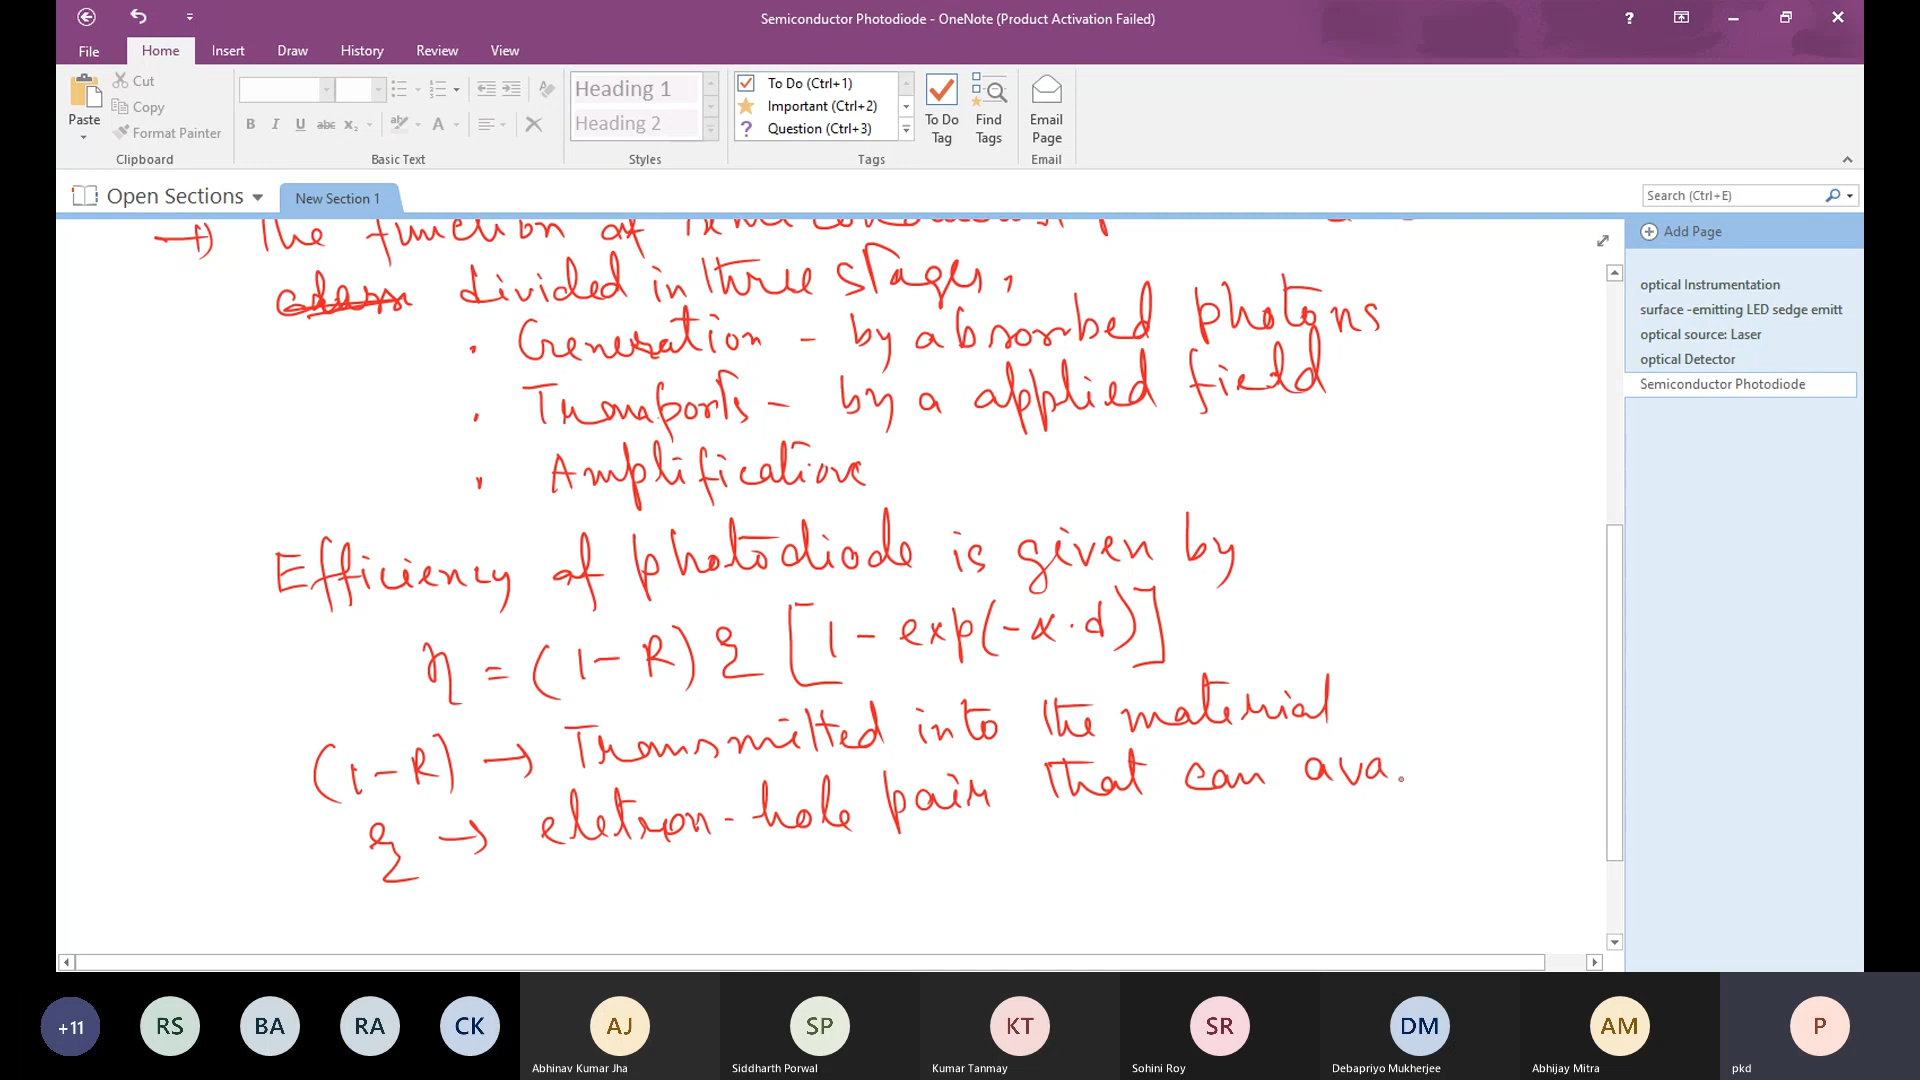 Semiconductor Photodiode - OneNote (Product Activation Failed)
?
File Home Insert Draw History Review View
Paste
Cut
Copy
Format Painter
Clipboard
B I U abc x₂ A
Basic Text
Heading 1
Heading 2
Styles
To Do (Ctrl+1)
Important (Ctrl+2)
? Question (Ctrl+3)
To Do Tag
Find Tags
Tags
Email Page
Email
Open Sections
New Section 1
Search (Ctrl+E)
Add Page
optical Instrumentation
surface -emitting LED sedge emitt
optical source: Laser
optical Detector
Semiconductor Photodiode
→ The function of
divided in three stages,
. Generation - by absorbed photons
. Transports - by a applied field
. Amplification
Efficiency of photodiode is given by
η = (1-R) ξ [1 - exp(-α·d)]
(1-R) → Transmitted into the material
ξ → eletron-hole pair that can ava
+11
RS
BA
RA
CK
AJ
SP
KT
SR
DM
AM
P
Abhinav Kumar Jha
Siddharth Porwal
Kumar Tanmay
Sohini Roy
Debapriyo Mukherjee
Abhijay Mitra
pkd